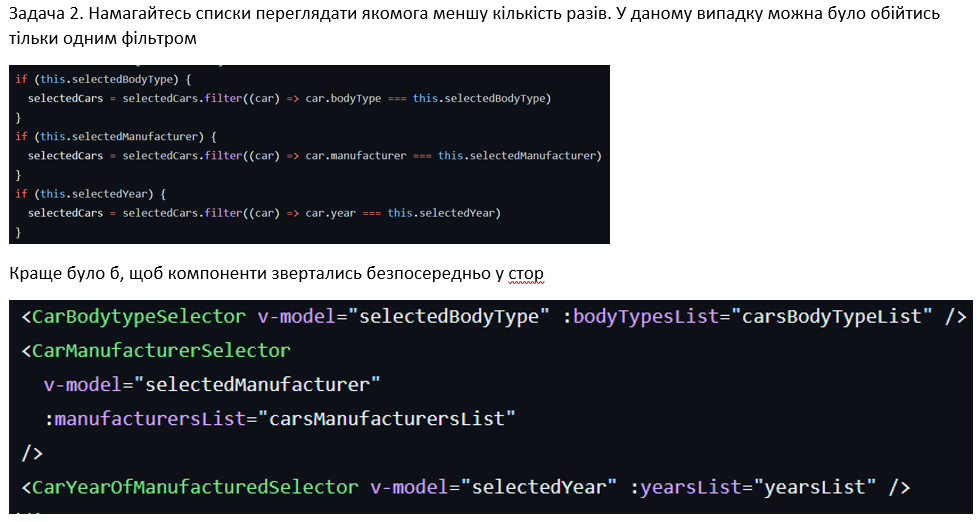 Задача 2. Намагайтесь списки переглядати якомога меншу кількість разів. У даному випадку можна було обійтись
тільки одним фільтром
if (this.selectedBodyType) {
selectedCars = selectedCars.filter((car) => car.bodyType === this.selectedBodyType)
}
if (this.selectedManufacturer) {
selectedCars = selectedCars.filter((car) => car.manufacturer === this.selectedManufacturer)
}
if (this.selectedYear) {
selectedCars = selectedCars.filter((car) => car.year === this.selectedYear)
}
Краще було б, щоб компоненти звертались безпосередньо у стор
<CarBodytypeSelector v-model="selectedBodyType" :bodyTypesList="carsBodyTypeList" />
<CarManufacturerSelector
v-model="selectedManufacturer"
:manufacturersList="carsManufacturersList"
/>
<CarYearOfManufacturedSelector v-model="selectedYear" :yearsList="yearsList" />